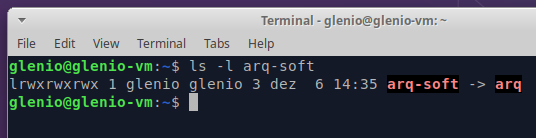 Terminal - glenio@glenio-vm: ~
File Edit View Terminal Tabs Help
glenio@glenio-vm:~$ ls -l arq-soft
lrwxrwxrwx 1 glenio glenio 3 dez  6 14:35 arq-soft -> arq
glenio@glenio-vm:~$